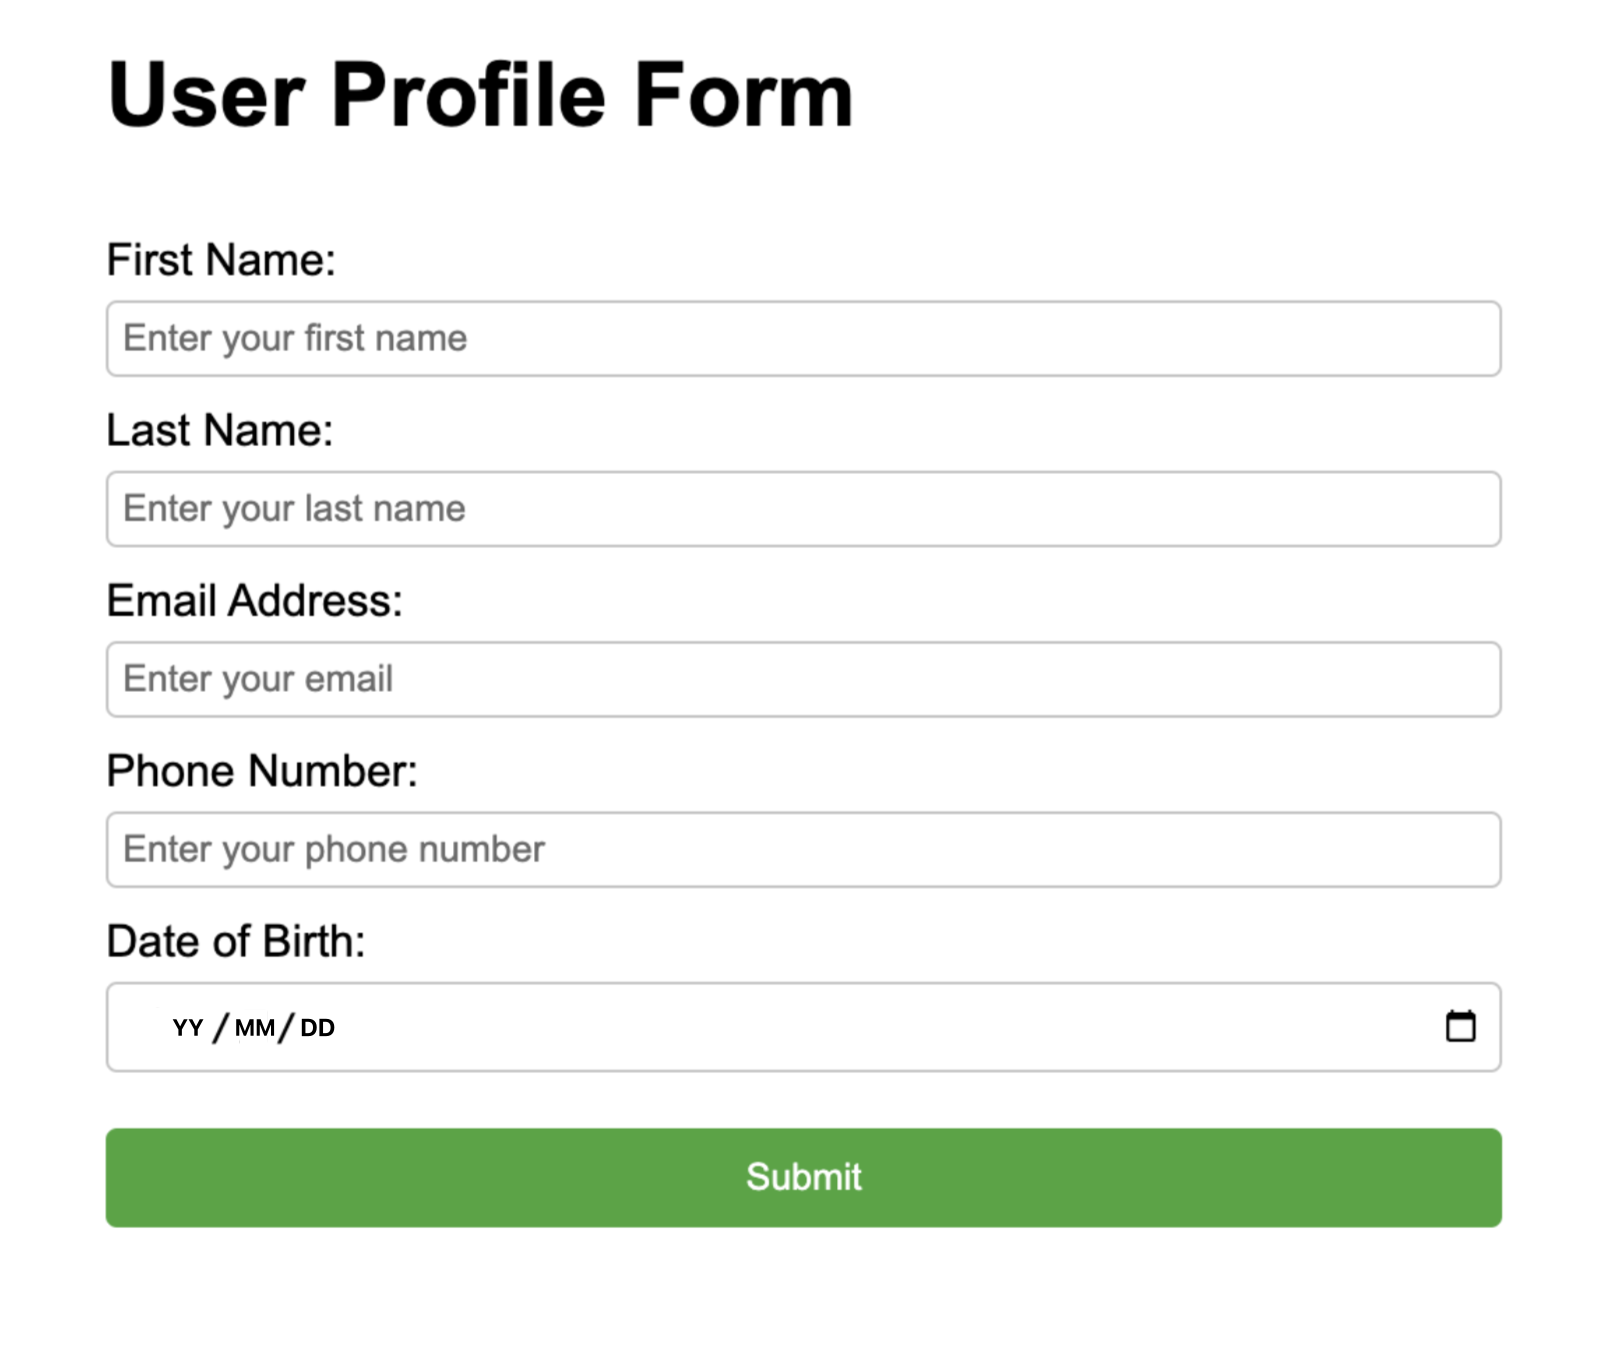 User Profile Form
First Name:
Enter your first name
Last Name:
Enter your last name
Email Address:
Enter your email
Phone Number:
Enter your phone number
Date of Birth:
YY / MM / DD
Submit